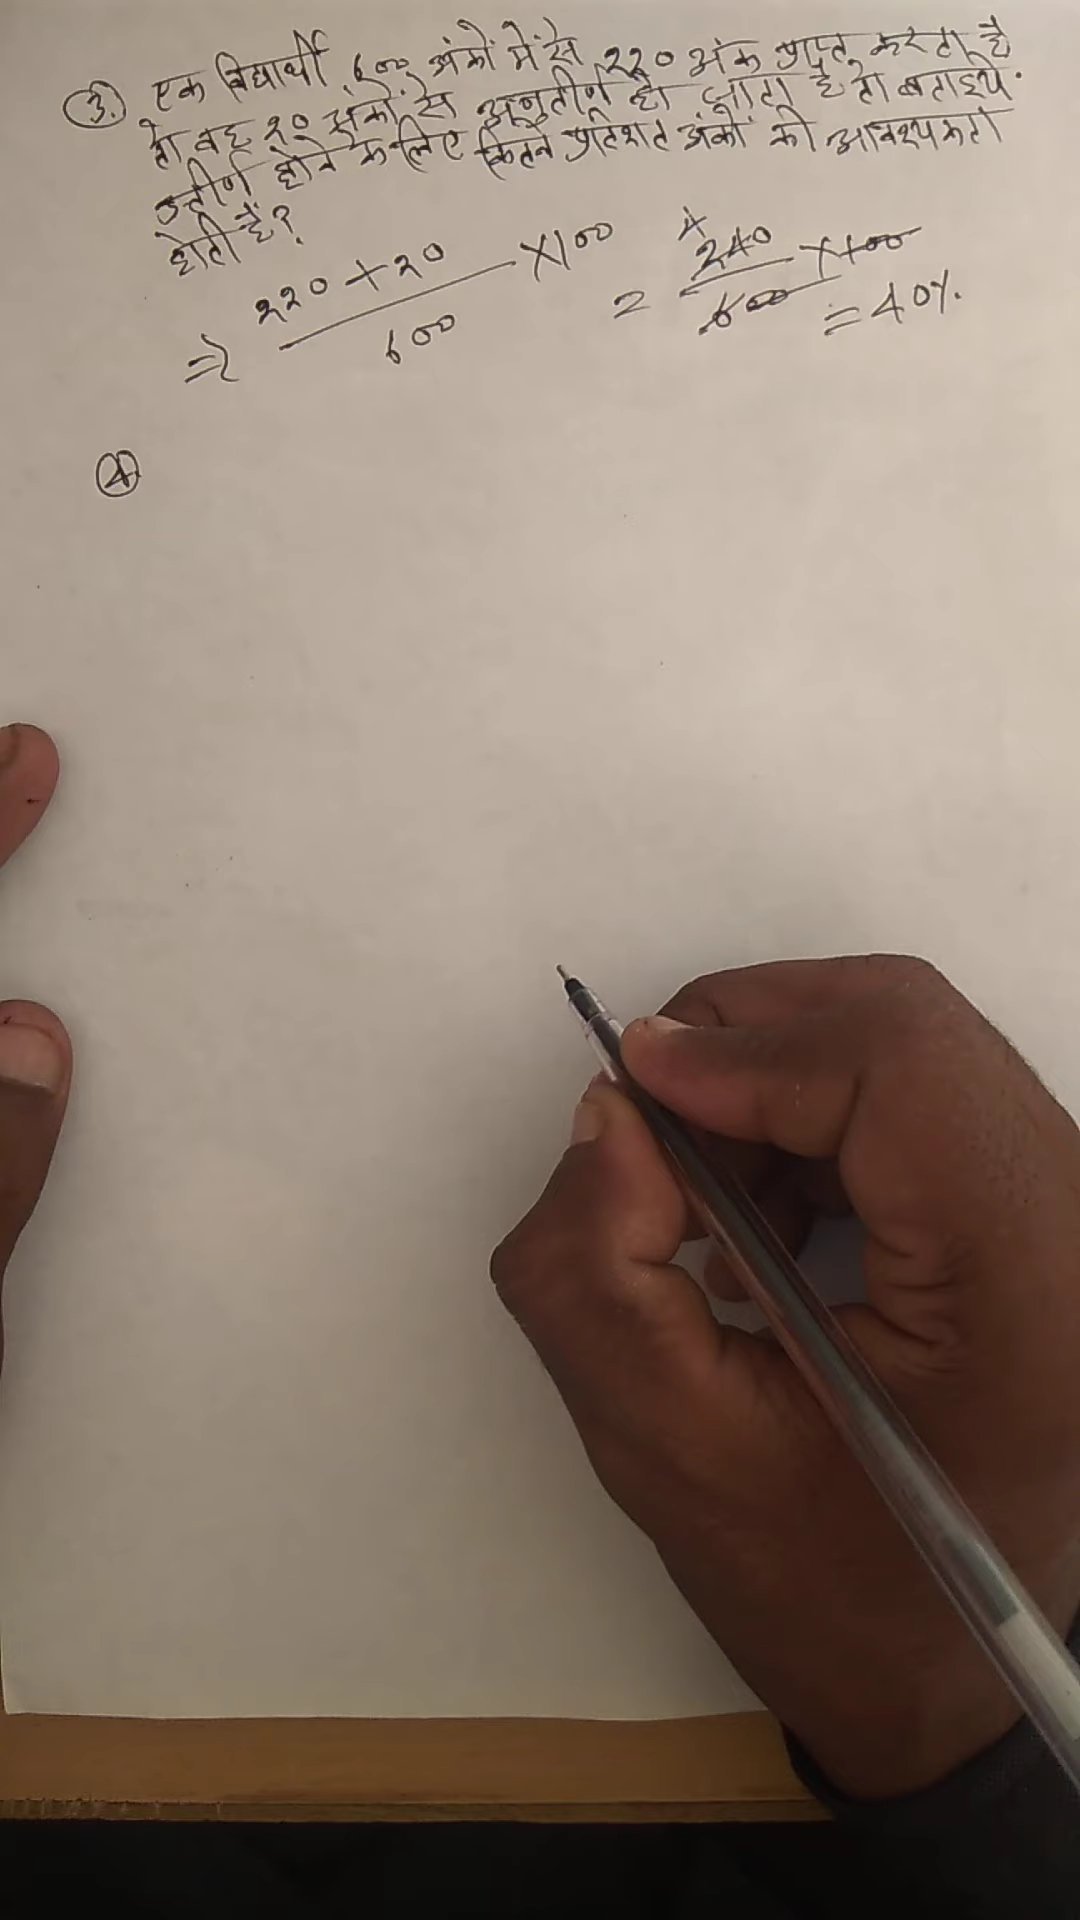 3. एक विद्यार्थी 600 अंकों में से 220 अंक प्राप्त करता है
तो वह 20 अंकों से अनुतीर्ण हो जाता है तो बताइये.
उत्तीर्ण होने के लिए कितने प्रतिशत अंकों की आवश्यकता
होती है?
=> 220+20/600 ×100 = 4 240/600 ×100 = 40%.
4